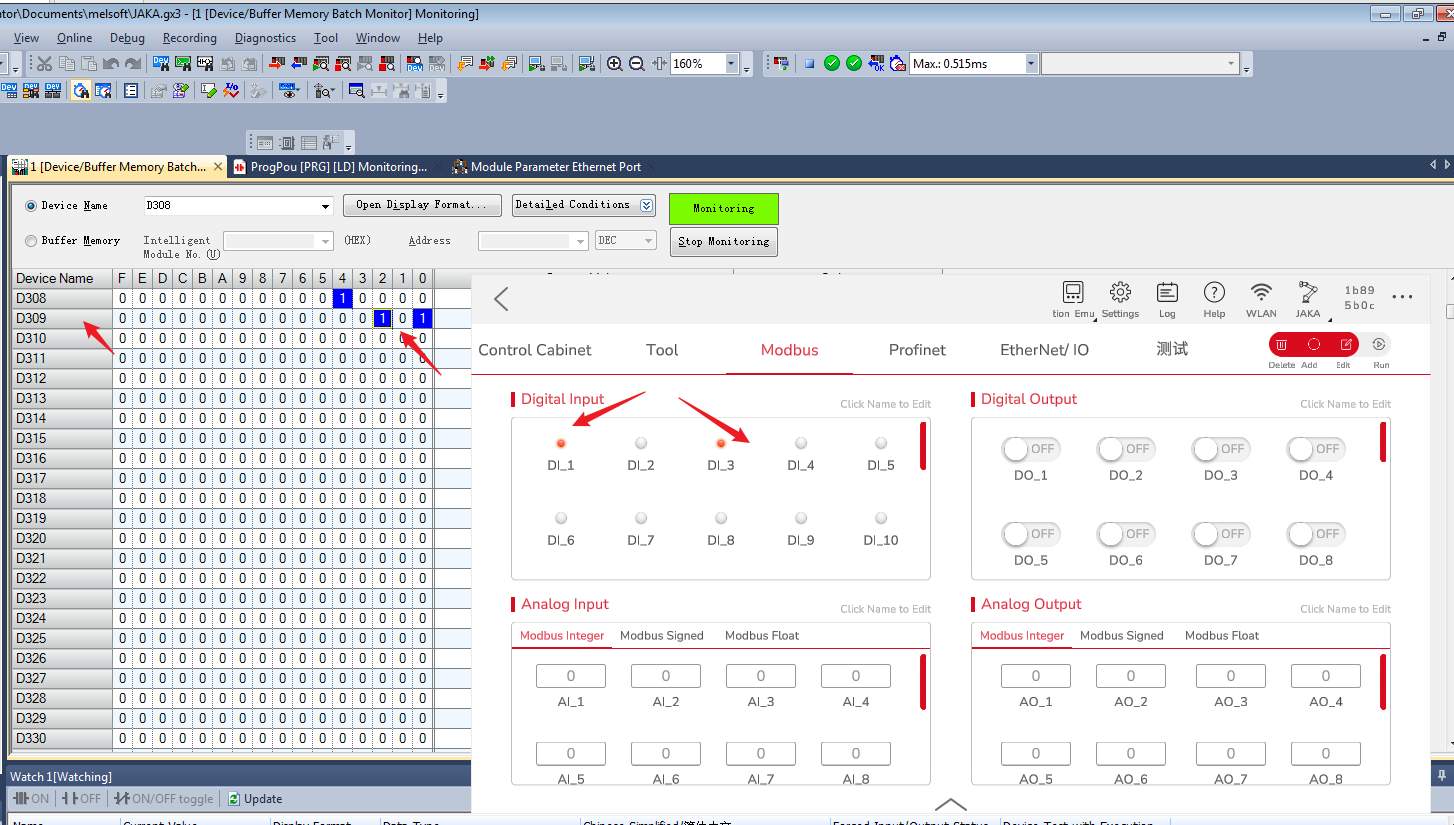 tor\Documents\melsoft\JAKA.gx3 - [1 [Device/Buffer Memory Batch Monitor] Monitoring]
View Online Debug Recording Diagnostics Tool Window Help
160% Max.: 0.515ms
1 [Device/Buffer Memory Batch... ProgPou [PRG] [LD] Monitoring... Module Parameter Ethernet Port
Device Name D308 Open Display Format... Detailed Conditions Monitoring
Buffer Memory Intelligent Module No. (U) (HEX) Address DEC Stop Monitoring
Device Name F E D C B A 9 8 7 6 5 4 3 2 1 0
D308 0 0 0 0 0 0 0 0 0 0 0 1 0 0 0 0
D309 0 0 0 0 0 0 0 0 0 0 0 0 0 1 0 1
D310 0 0 0 0 0 0 0 0 0 0 0 0 0 0 0 0
D311 0 0 0 0 0 0 0 0 0 0 0 0 0 0 0 0
D312 0 0 0 0 0 0 0 0 0 0 0 0 0 0 0 0
D313 0 0 0 0 0 0 0 0 0 0 0 0 0 0 0 0
D314 0 0 0 0 0 0 0 0 0 0 0 0 0 0 0 0
D315 0 0 0 0 0 0 0 0 0 0 0 0 0 0 0 0
D316 0 0 0 0 0 0 0 0 0 0 0 0 0 0 0 0
D317 0 0 0 0 0 0 0 0 0 0 0 0 0 0 0 0
D318 0 0 0 0 0 0 0 0 0 0 0 0 0 0 0 0
D319 0 0 0 0 0 0 0 0 0 0 0 0 0 0 0 0
D320 0 0 0 0 0 0 0 0 0 0 0 0 0 0 0 0
D321 0 0 0 0 0 0 0 0 0 0 0 0 0 0 0 0
D322 0 0 0 0 0 0 0 0 0 0 0 0 0 0 0 0
D323 0 0 0 0 0 0 0 0 0 0 0 0 0 0 0 0
D324 0 0 0 0 0 0 0 0 0 0 0 0 0 0 0 0
D325 0 0 0 0 0 0 0 0 0 0 0 0 0 0 0 0
D326 0 0 0 0 0 0 0 0 0 0 0 0 0 0 0 0
D327 0 0 0 0 0 0 0 0 0 0 0 0 0 0 0 0
D328 0 0 0 0 0 0 0 0 0 0 0 0 0 0 0 0
D329 0 0 0 0 0 0 0 0 0 0 0 0 0 0 0 0
D330 0 0 0 0 0 0 0 0 0 0 0 0 0 0 0 0
tion Emu Settings Log Help WLAN JAKA 1b89
5b0c
Control Cabinet Tool Modbus Profinet EtherNet/ IO 测试
Delete Add Edit Run
Digital Input Click Name to Edit
DI_1 DI_2 DI_3 DI_4 DI_5
DI_6 DI_7 DI_8 DI_9 DI_10
Digital Output Click Name to Edit
OFF OFF OFF OFF
DO_1 DO_2 DO_3 DO_4
OFF OFF OFF OFF
DO_5 DO_6 DO_7 DO_8
Analog Input Click Name to Edit
Modbus Integer Modbus Signed Modbus Float
0 0 0 0
AI_1 AI_2 AI_3 AI_4
0 0 0 0
AI_5 AI_6 AI_7 AI_8
Analog Output Click Name to Edit
Modbus Integer Modbus Signed Modbus Float
0 0 0 0
AO_1 AO_2 AO_3 AO_4
0 0 0 0
AO_5 AO_6 AO_7 AO_8
Watch 1[Watching]
ON OFF ON/OFF toggle Update
Name Current Value Display Format Data Type Chinese Simplified/简体中文 Forced Input/Output Status Device Test with Execution